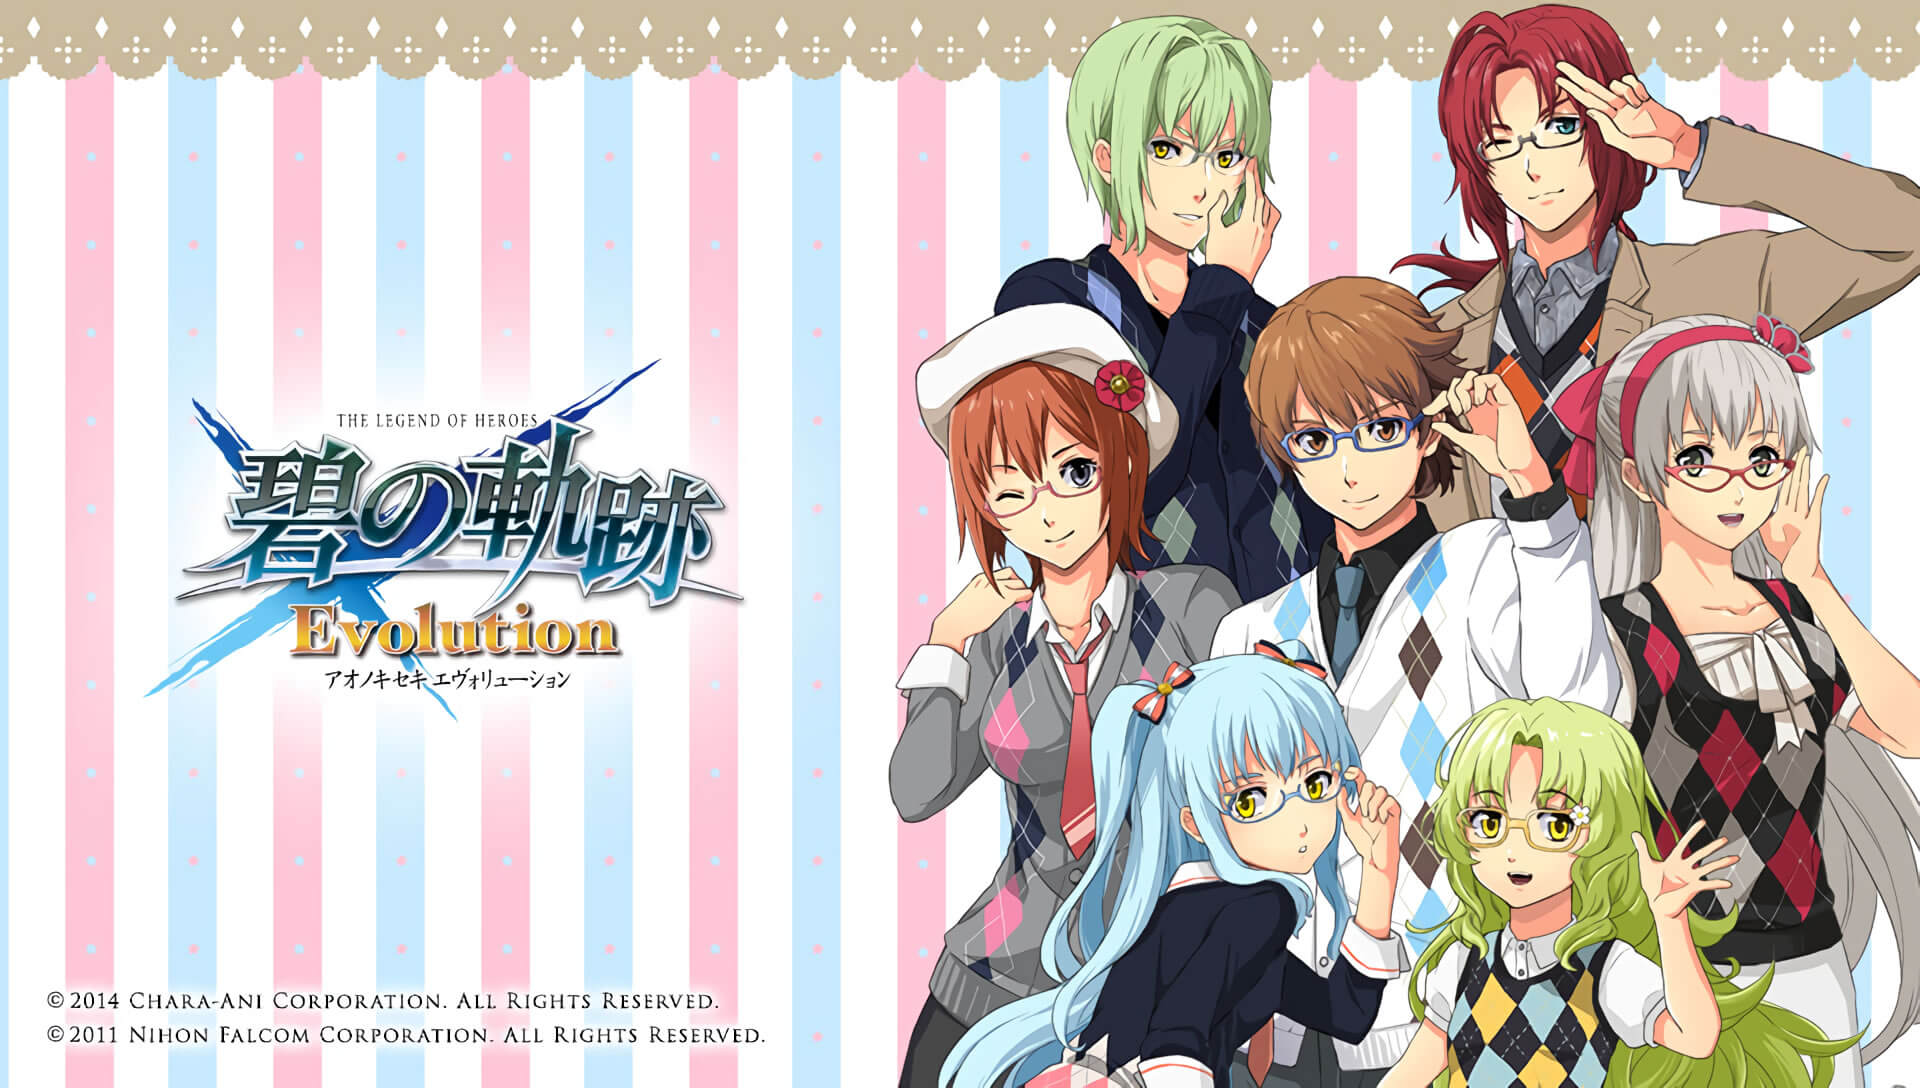 THE LEGEND OF HEROES
碧の軌跡
Evolution
アオノキセキ エヴォリューション
©2014 CHARA-ANI CORPORATION. ALL RIGHTS RESERVED.
©2011 NIHON FALCOM CORPORATION. ALL RIGHTS RESERVED.